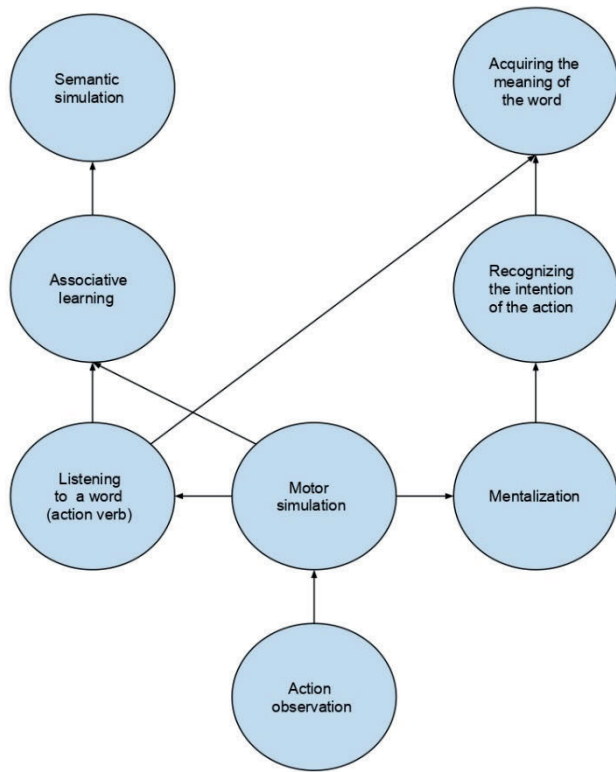 Semantic
simulation
Acquiring the
meaning of
the word
Associative
learning
Recognizing
the intention
of the action
Listening
to a word
(action verb)
Motor
simulation
Mentalization
Action
observation